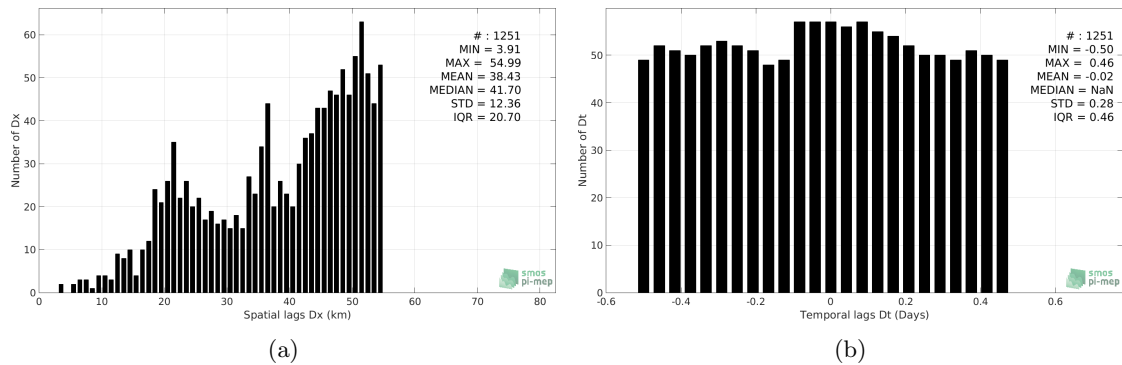 60
50
40
30
20
10
0
Number of Dx
# : 1251
MIN = 3.91
MAX = 54.99
MEAN = 38.43
MEDIAN = 41.70
STD = 12.36
IQR = 20.70
smos
pi-mep
0 10 20 30 40 50 60 70 80
Spatial lags Dx (km)
(a)
50
40
30
20
10
0
Number of Dt
# : 1251
MIN = -0.50
MAX = 0.46
MEAN = -0.02
MEDIAN = NaN
STD = 0.28
IQR = 0.46
smos
pi-mep
-0.6 -0.4 -0.2 0 0.2 0.4 0.6
Temporal lags Dt (Days)
(b)